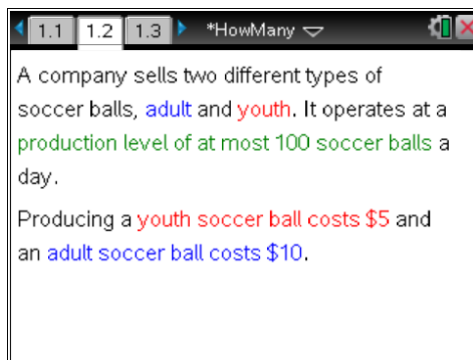 1.1 1.2 1.3 *HowMany
A company sells two different types of
soccer balls, adult and youth. It operates at a
production level of at most 100 soccer balls a
day.
Producing a youth soccer ball costs $5 and
an adult soccer ball costs $10.